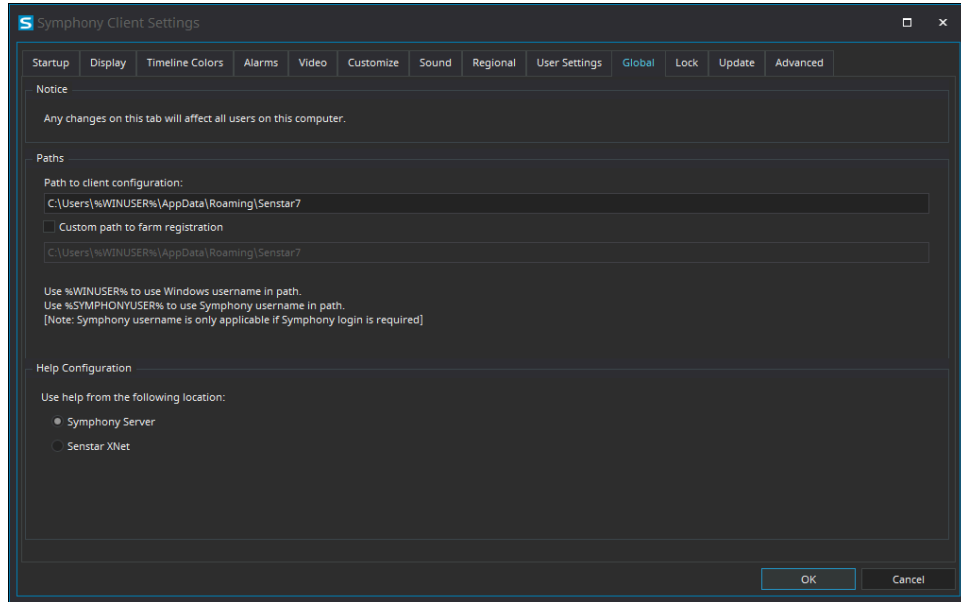 S Symphony Client Settings
Startup Display Timeline Colors Alarms Video Customize Sound Regional User Settings Global Lock Update Advanced
Notice
Any changes on this tab will affect all users on this computer.
Paths
Path to client configuration:
C:\Users\%WINUSER%\AppData\Roaming\Senstar7
Custom path to farm registration
C:\Users\%WINUSER%\AppData\Roaming\Senstar7
Use %WINUSER% to use Windows username in path.
Use %SYMPHONYUSER% to use Symphony username in path.
[Note: Symphony username is only applicable if Symphony login is required]
Help Configuration
Use help from the following location:
Symphony Server
Senstar XNet
OK Cancel